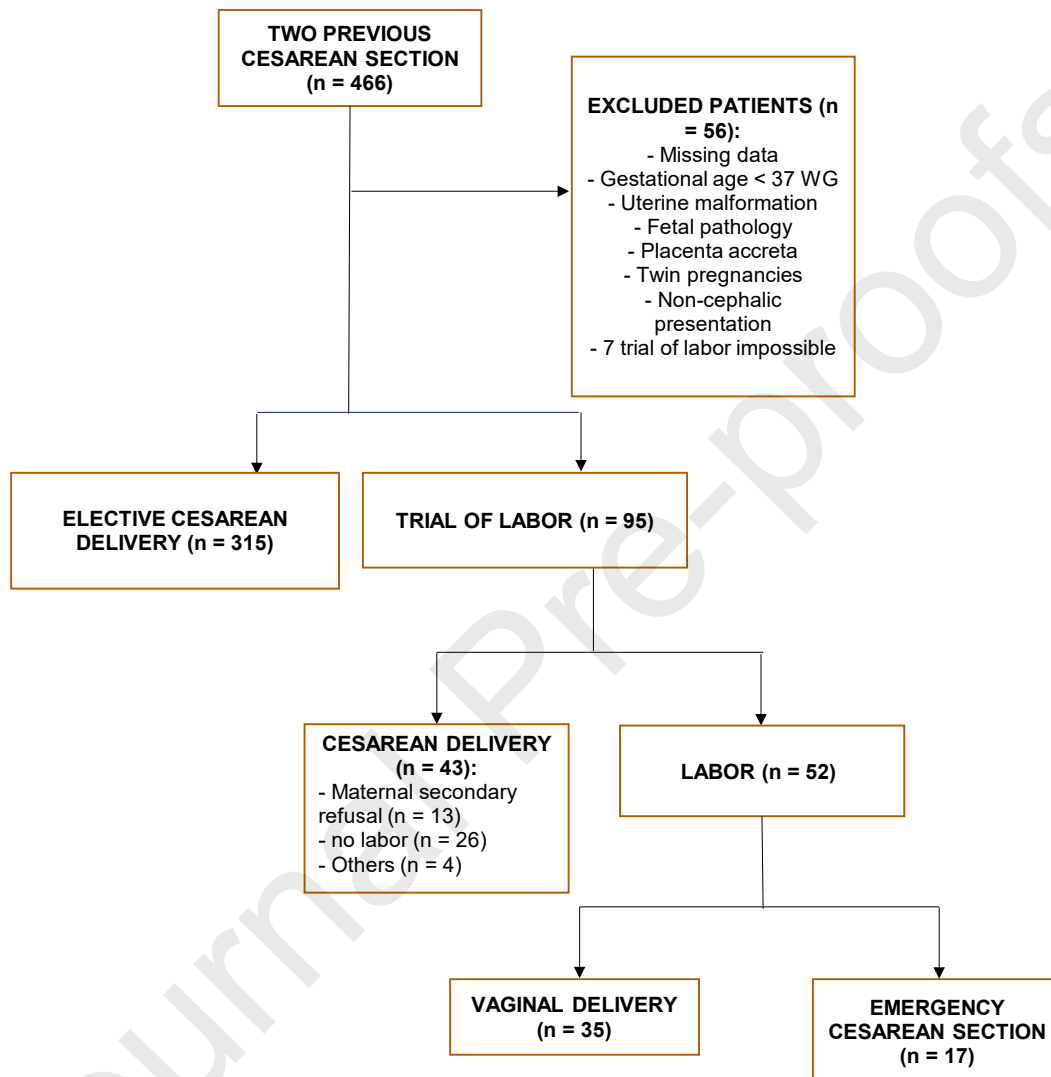 TWO PREVIOUS
CESAREAN SECTION
(n = 466)
EXCLUDED PATIENTS (n
= 56):
- Missing data
- Gestational age < 37 WG
- Uterine malformation
- Fetal pathology
- Placenta accreta
- Twin pregnancies
- Non-cephalic
presentation
- 7 trial of labor impossible
ELECTIVE CESAREAN
DELIVERY (n = 315)
TRIAL OF LABOR (n = 95)
CESAREAN DELIVERY
(n = 43):
- Maternal secondary
refusal (n = 13)
- no labor (n = 26)
- Others (n = 4)
LABOR (n = 52)
VAGINAL DELIVERY
(n = 35)
EMERGENCY
CESAREAN SECTION
(n = 17)
Journal Pre-proofs